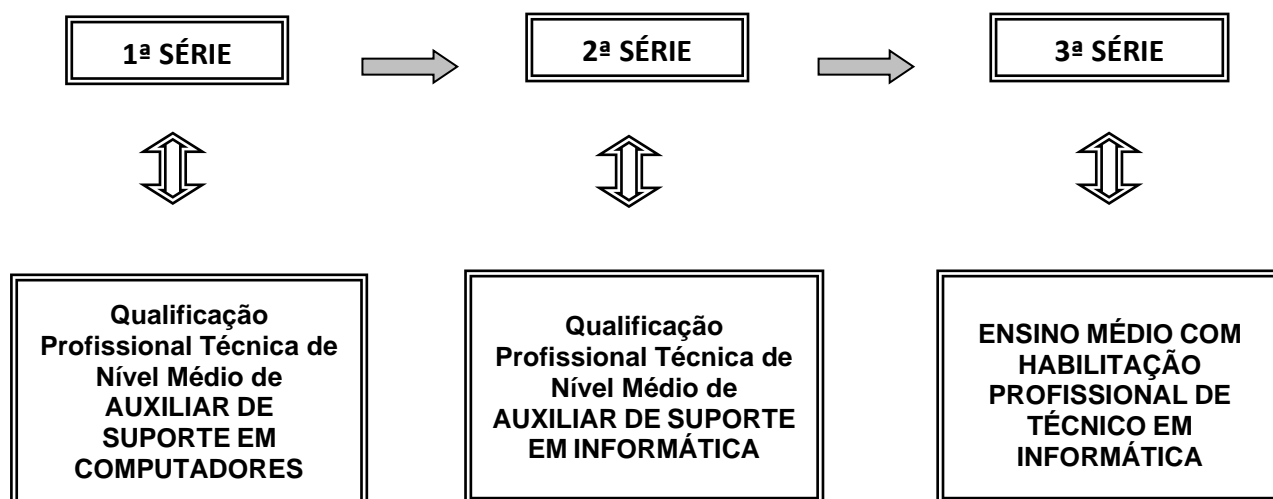 1ª SÉRIE
2ª SÉRIE
3ª SÉRIE
Qualificação
Profissional Técnica de
Nível Médio de
AUXILIAR DE
SUPORTE EM
COMPUTADORES
Qualificação
Profissional Técnica de
Nível Médio de
AUXILIAR DE SUPORTE
EM INFORMÁTICA
ENSINO MÉDIO COM
HABILITAÇÃO
PROFISSIONAL DE
TÉCNICO EM
INFORMÁTICA